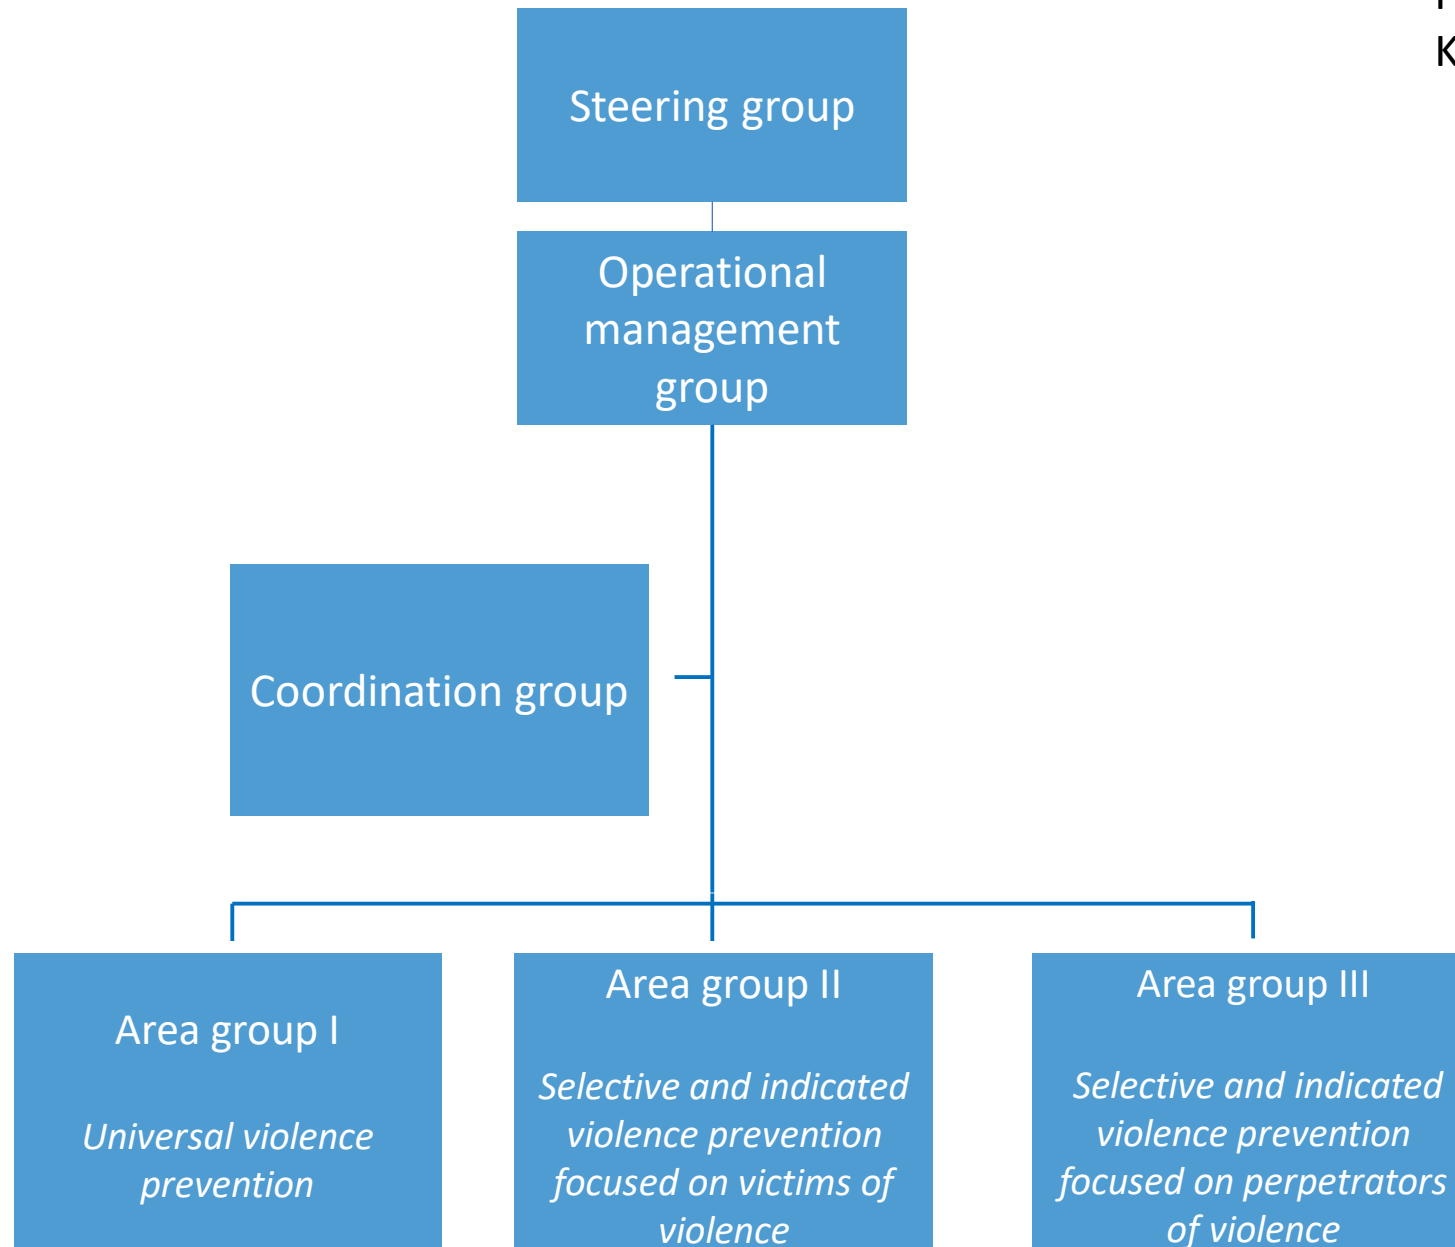 K
Steering group
Operational
management
group
Coordination group
Area group I
Universal violence
prevention
Area group II
Selective and indicated
violence prevention
focused on victims of
violence
Area group III
Selective and indicated
violence prevention
focused on perpetrators
of violence